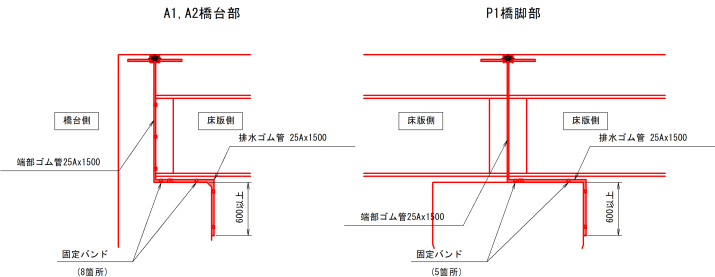 A1,A2橋台部
橋台側
床版側
排水ゴム管 25Ax1500
端部ゴム管25Ax1500
600以上
固定バンド
(8箇所)
P1橋脚部
床版側
床版側
排水ゴム管 25Ax1500
端部ゴム管25Ax1500
600以上
固定バンド
(5箇所)